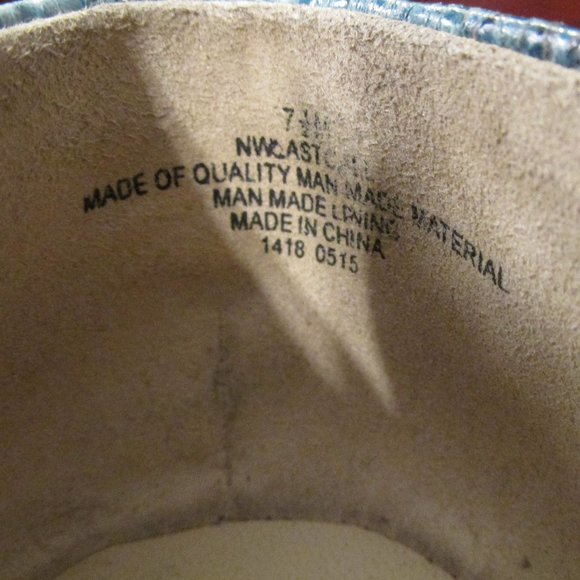 MADE OF QUALITY MAN MADE MATERIAL
MAN MADE LINING
MADE IN CHINA
1418 0515